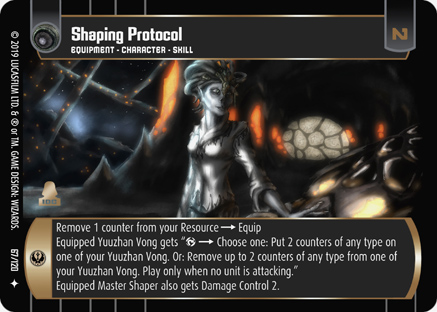 Shaping Protocol
EQUIPMENT - CHARACTER - SKILL
N
Remove 1 counter from your Resource → Equip
Equipped Yuuzhan Vong gets “ → Choose one: Put 2 counters of any type on
one of your Yuuzhan Vong. Or: Remove up to 2 counters of any type from one of
your Yuuzhan Vong. Play only when no unit is attacking.”
Equipped Master Shaper also gets Damage Control 2.
© 2019 LUCASFILM LTD. & ® or TM. GAME DESIGN: WIZARDS.